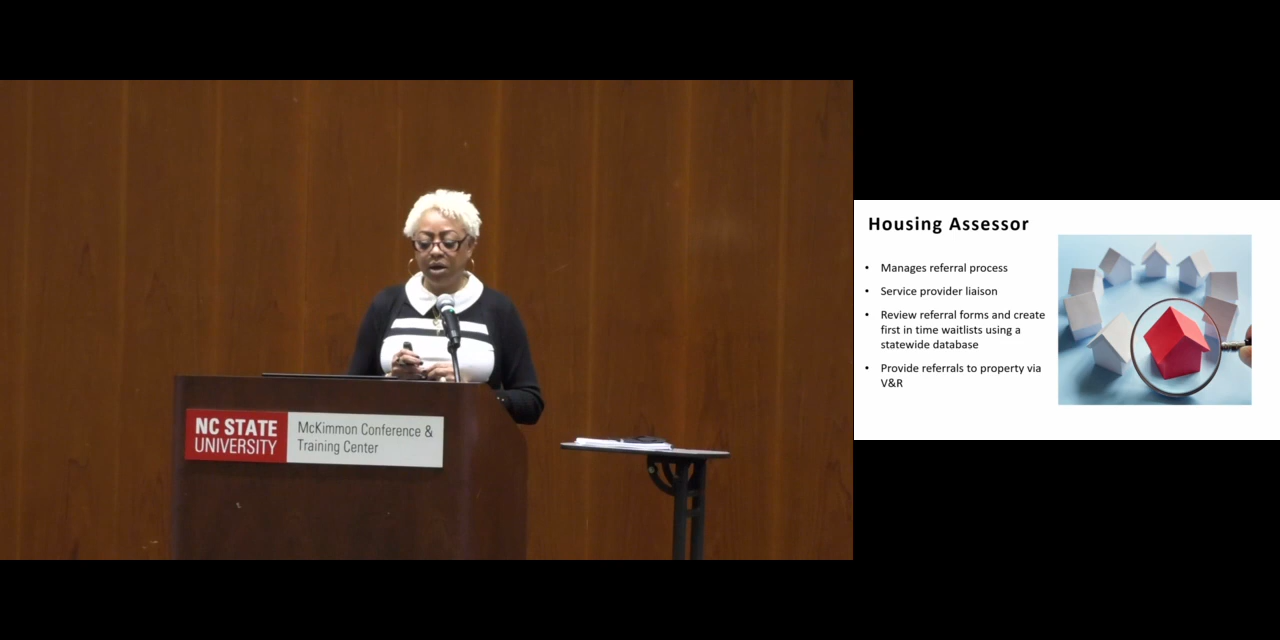 NC STATE
UNIVERSITY
McKimmon Conference &
Training Center
Housing Assessor
• Manages referral process
• Service provider liaison
• Review referral forms and create
first in time waitlists using a
statewide database
• Provide referrals to property via
V&R